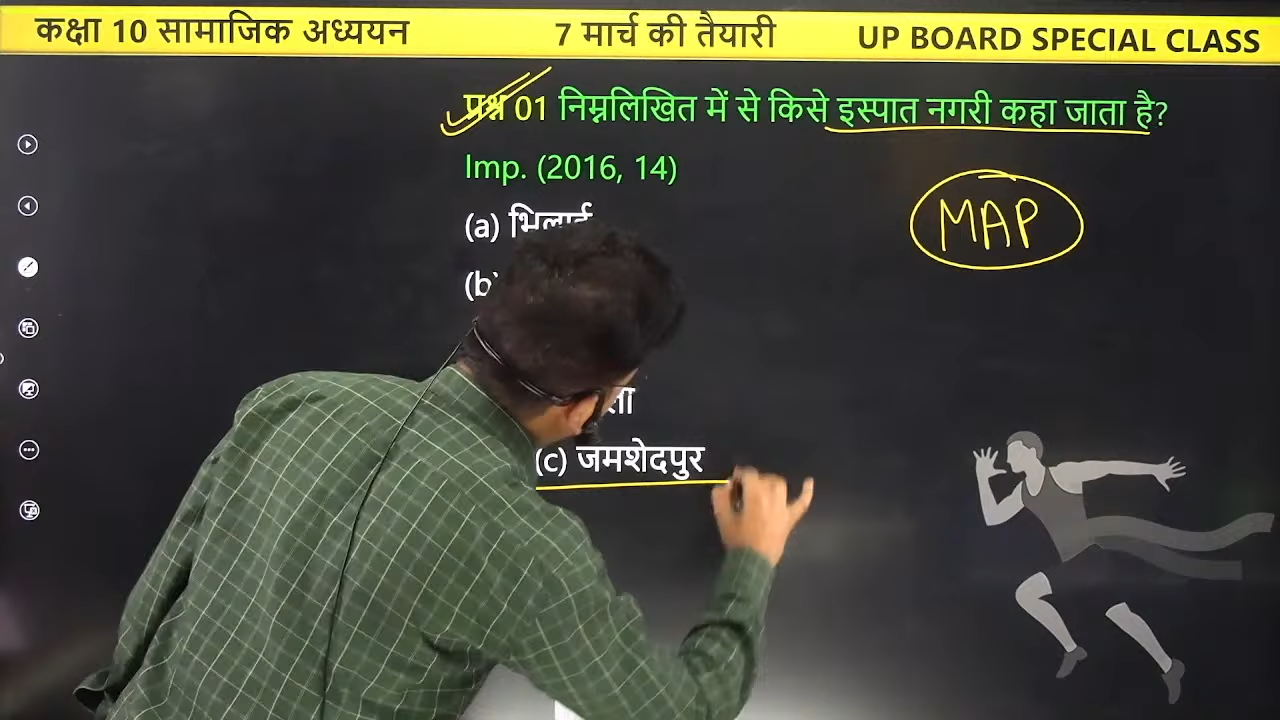 कक्षा 10 सामाजिक अध्ययन 7 मार्च की तैयारी UP BOARD SPECIAL CLASS
प्रश्न 01 निम्नलिखित में से किसे इस्पात नगरी कहा जाता है?
Imp. (2016, 14)
MAP
(a) भिलाई
(b)
(c) जमशेदपुर